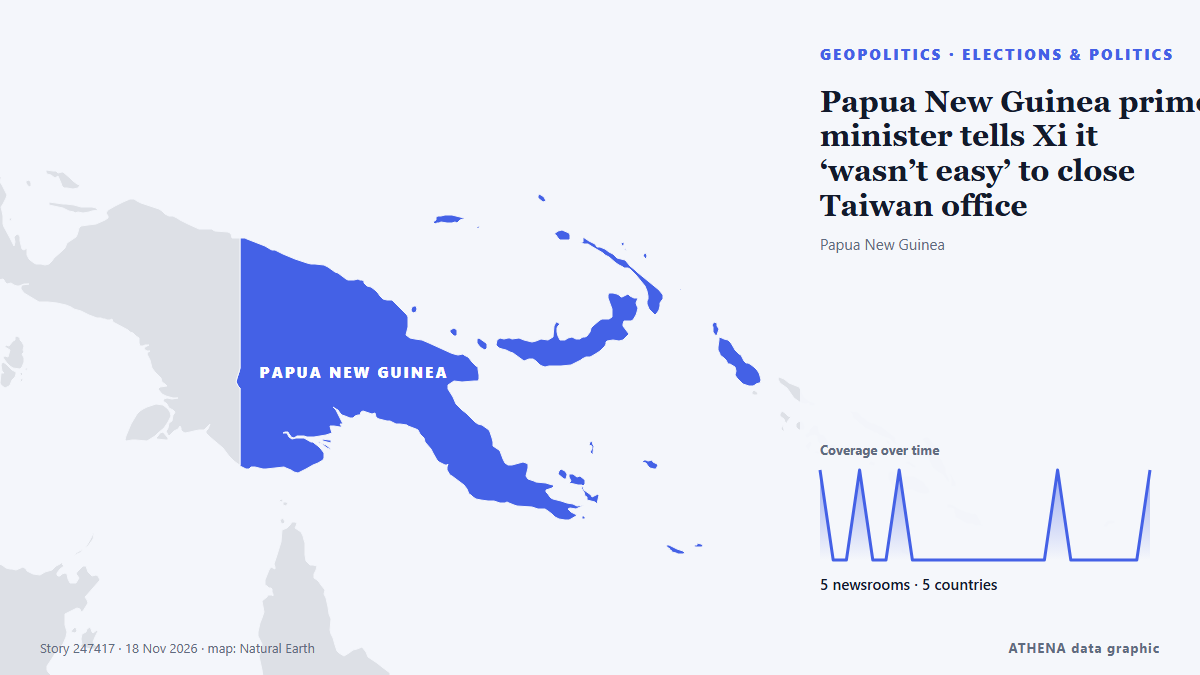 GEOPOLITICS · ELECTIONS & POLITICS
Papua New Guinea prime
minister tells Xi it
‘wasn’t easy’ to close
Taiwan office
Papua New Guinea
PAPUA NEW GUINEA
Coverage over time
5 newsrooms · 5 countries
Story 247417 · 18 Nov 2026 · map: Natural Earth
ATHENA data graphic